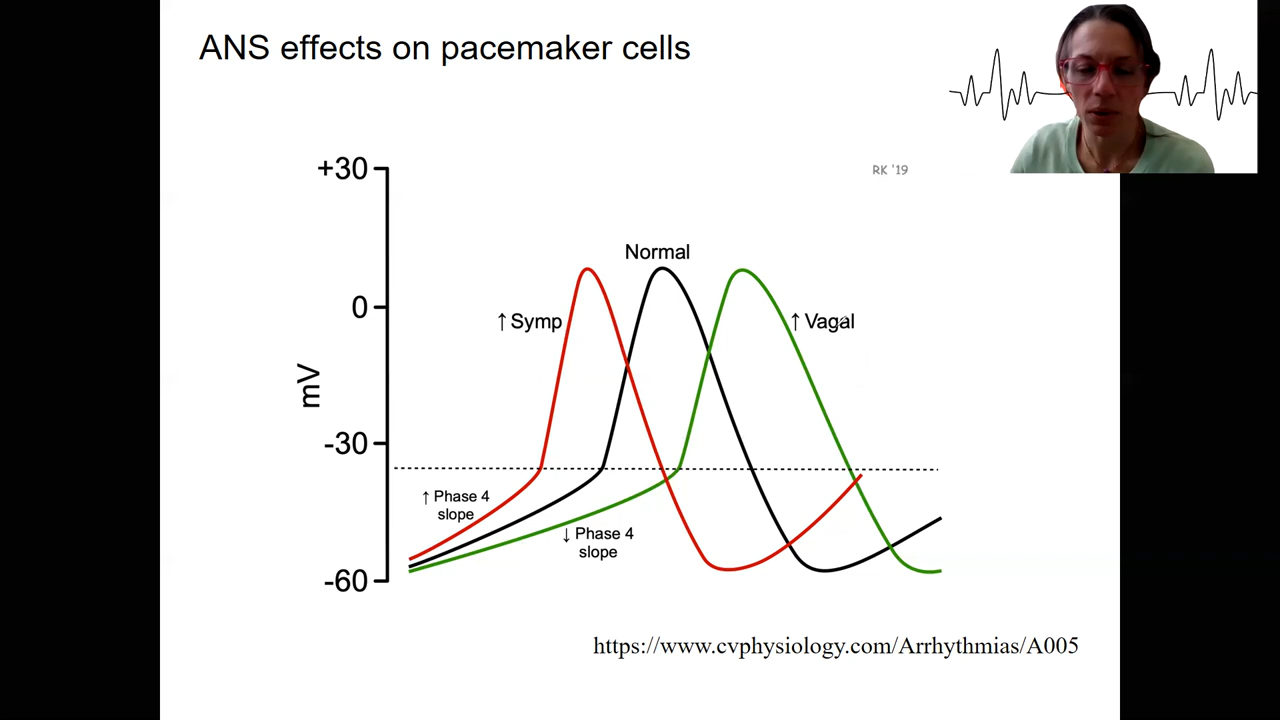 ANS effects on pacemaker cells
+30
RK '19
Normal
0
↑ Symp
↑ Vagal
mV
-30
↑ Phase 4
slope
↓ Phase 4
slope
-60
https://www.cvphysiology.com/Arrhythmias/A005